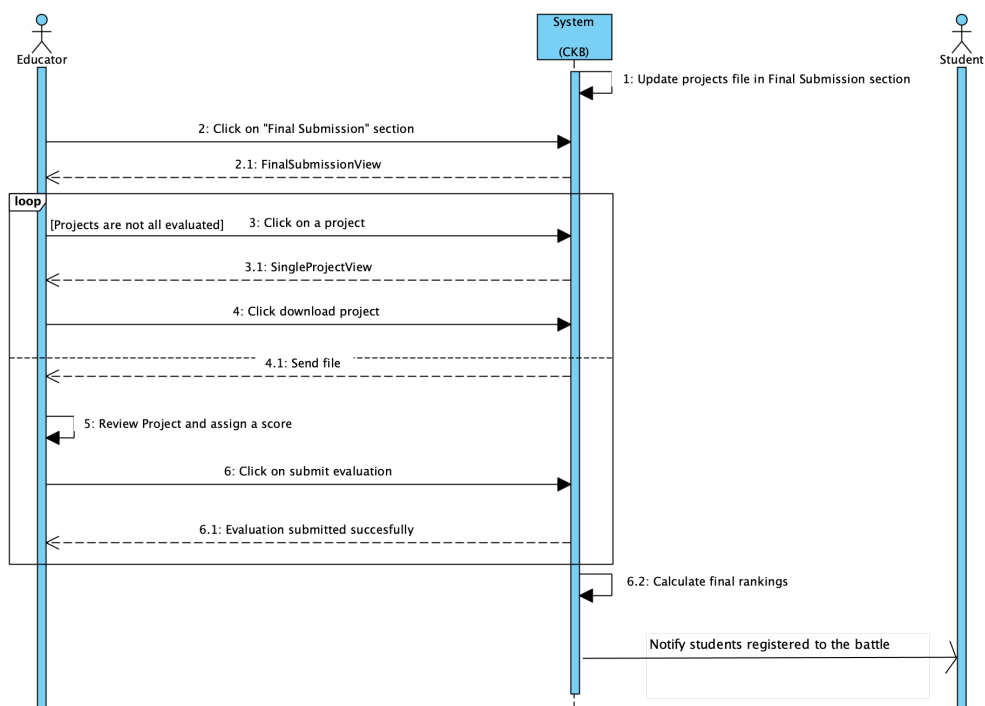 System
(CKB)
Educator
Student
1: Update projects file in Final Submission section
2: Click on "Final Submission" section
2.1: FinalSubmissionView
loop
[Projects are not all evaluated]
3: Click on a project
3.1: SingleProjectView
4: Click download project
4.1: Send file
5: Review Project and assign a score
6: Click on submit evaluation
6.1: Evaluation submitted succesfully
6.2: Calculate final rankings
Notify students registered to the battle